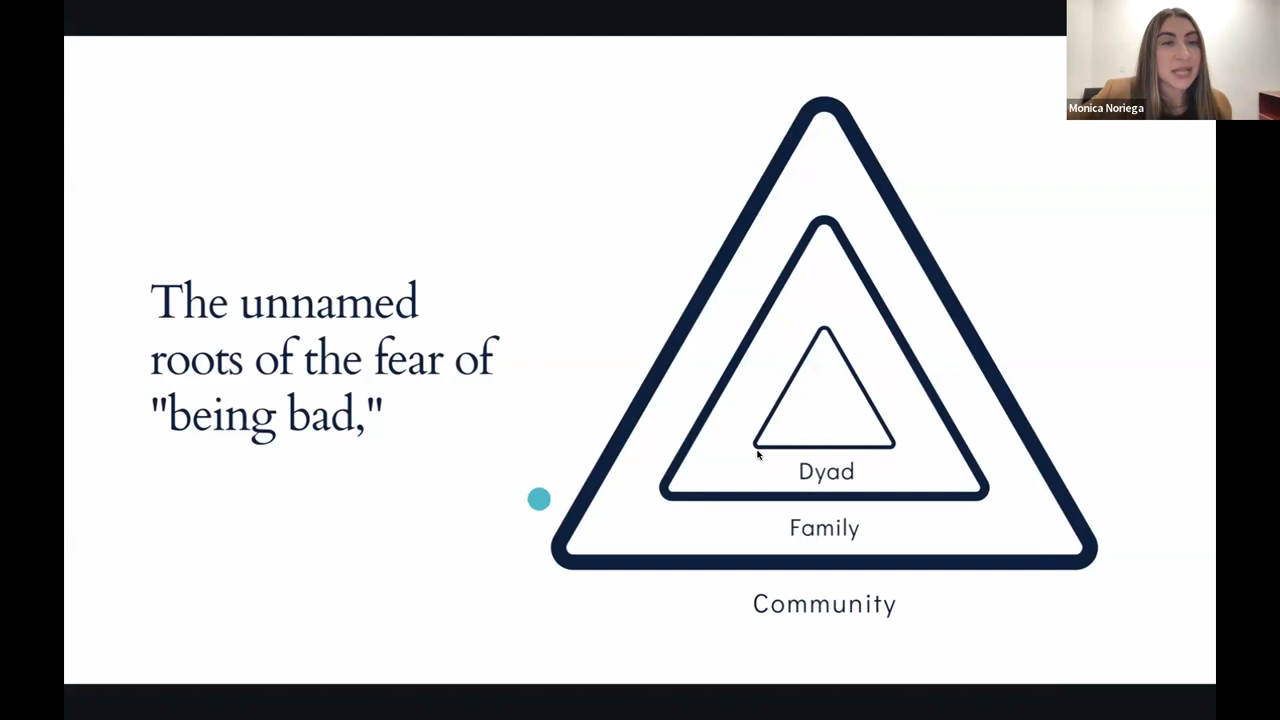 Monica Noriega
The unnamed
roots of the fear of
"being bad,"
Dyad
Family
Community